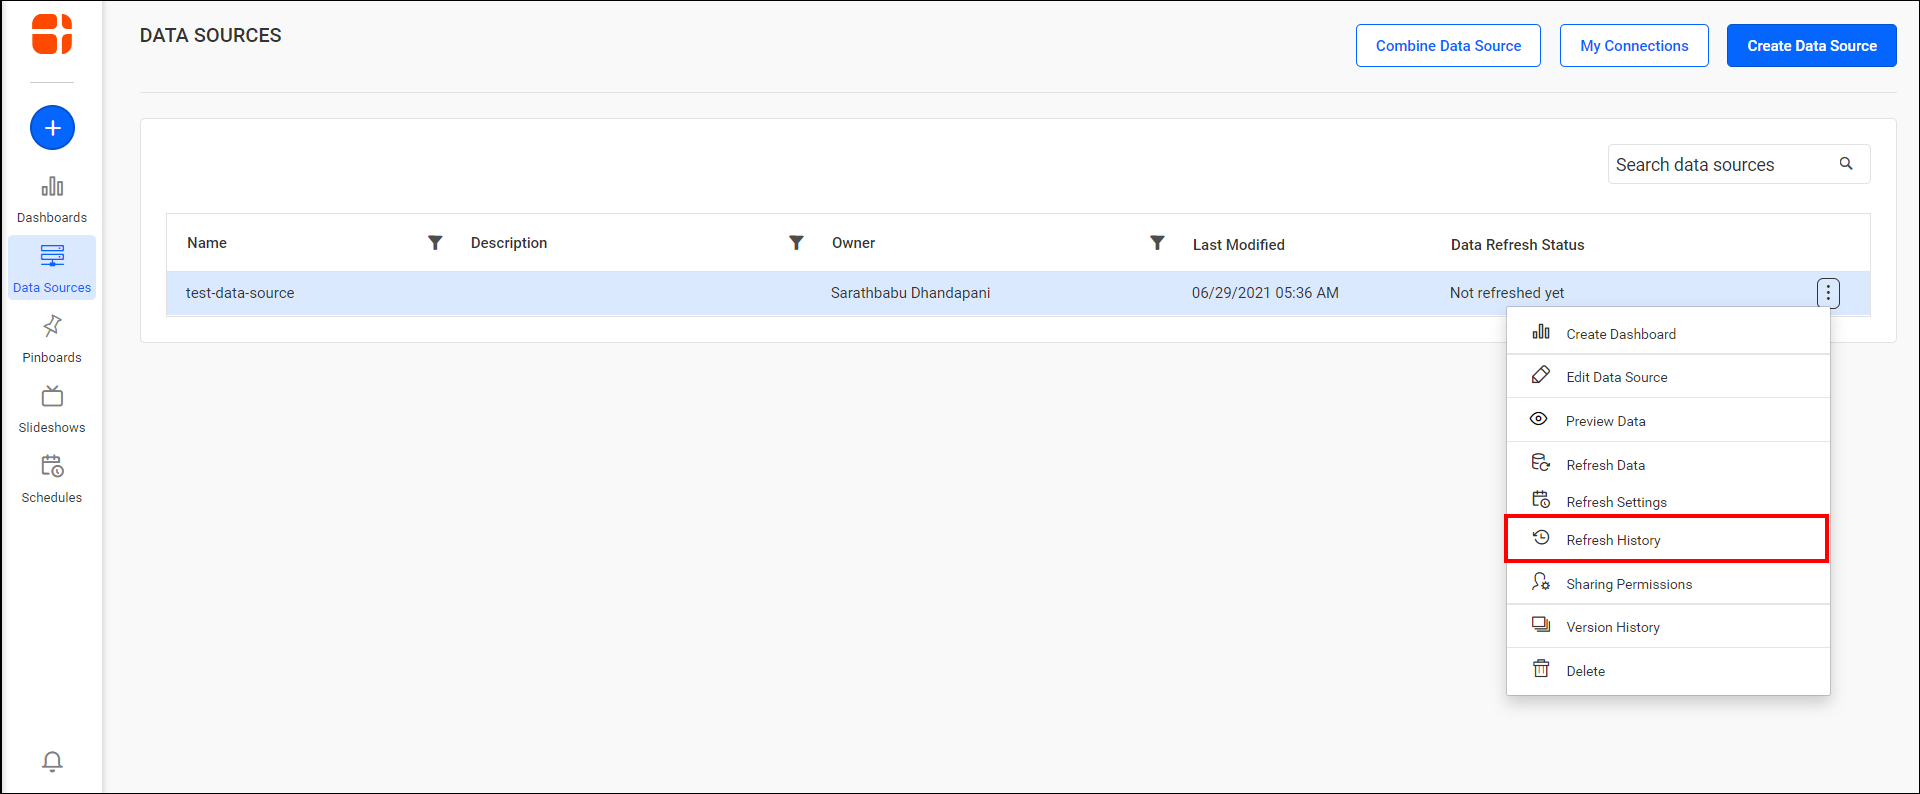 DATA SOURCES
Combine Data Source
My Connections
Create Data Source
Dashboards
Data Sources
Pinboards
Slideshows
Schedules
Search data sources
Name
Description
Owner
Last Modified
Data Refresh Status
test-data-source
Sarathbabu Dhandapani
06/29/2021 05:36 AM
Not refreshed yet
Create Dashboard
Edit Data Source
Preview Data
Refresh Data
Refresh Settings
Refresh History
Sharing Permissions
Version History
Delete